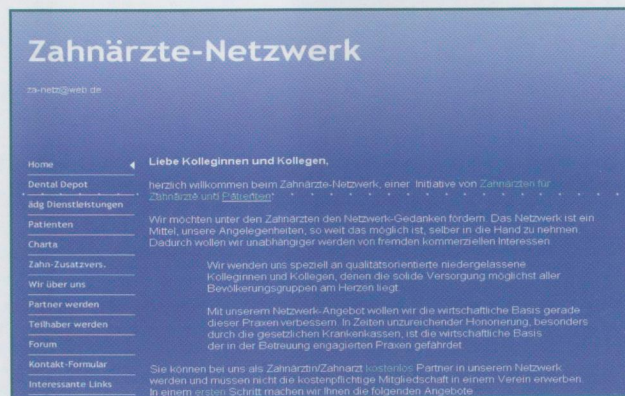 Zahnärzte-Netzwerk
za-netz@web.de
Home
Dental Depot
ädg Dienstleistungen
Patienten
Charta
Zahn-Zusatzvers.
Wir über uns
Partner werden
Teilhaber werden
Forum
Kontakt-Formular
Interessante Links
Liebe Kolleginnen und Kollegen,
herzlich willkommen beim Zahnärzte-Netzwerk, einer Initiative von Zahnärzten für
Zahnärzte und Patienten.
Wir möchten unter den Zahnärzten den Netzwerk-Gedanken fördern. Das Netzwerk ist ein
Mittel, unsere Angelegenheiten, so weit das möglich ist, selber in die Hand zu nehmen.
Dadurch wollen wir unabhängiger werden von fremden kommerziellen Interessen.
Wir wenden uns speziell an qualitätsorientierte niedergelassene
Kolleginnen und Kollegen, denen die solide Versorgung möglichst aller
Bevölkerungsgruppen am Herzen liegt.
Mit unserem Netzwerk-Angebot wollen wir die wirtschaftliche Basis gerade
dieser Praxen verbessern. In Zeiten unzureichender Honorierung, besonders
durch die gesetzlichen Krankenkassen, ist die wirtschaftliche Basis
der in der Betreuung engagierten Praxen gefährdet.
Sie können bei uns als Zahnärztin/Zahnarzt kostenlos Partner in unserem Netzwerk
werden und müssen nicht die kostenpflichtige Mitgliedschaft in einem Verein erwerben.
In einem ersten Schritt machen wir Ihnen die folgenden Angebote